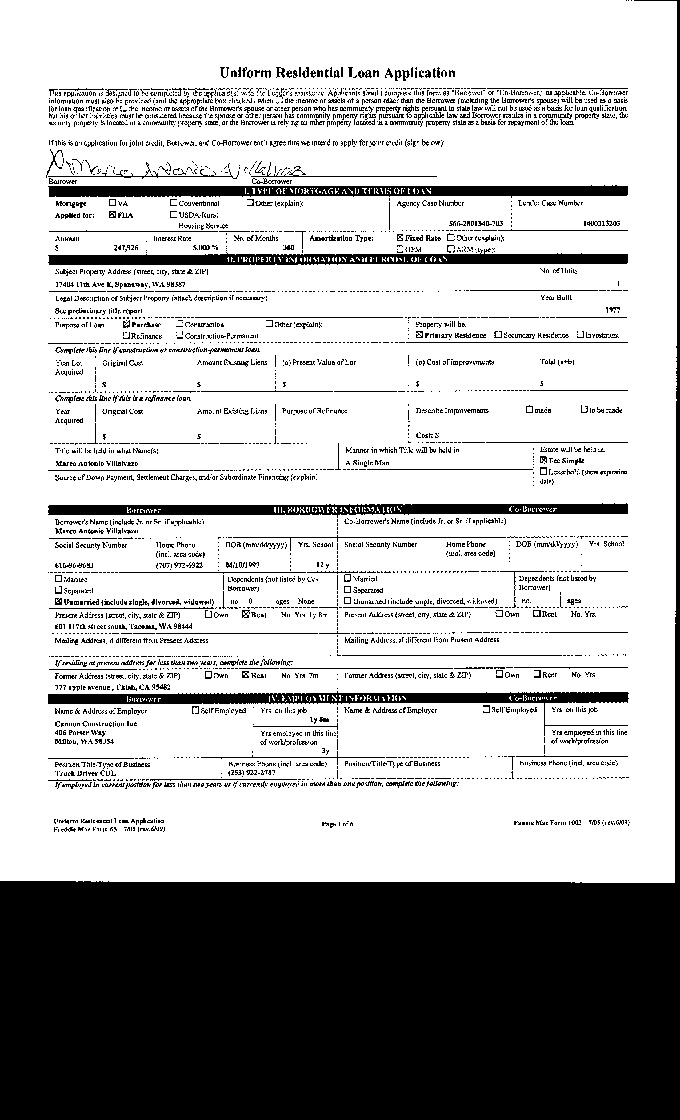 Uniform Residential Loan Application
This application is designed to be completed by the applicant(s) with the Lender's assistance. Applicants should complete this form as "Borrower" or "Co-Borrower," as applicable. Co-Borrower
information must also be provided (and the appropriate box checked) when the income or assets of a person other than the Borrower (including the Borrower's spouse) will be used as a basis
for loan qualification or the income or assets of the Borrower's spouse or other person who has community property rights pursuant to state law will not be used as a basis for loan qualification,
but his or her liabilities must be considered because the spouse or other person has community property rights pursuant to applicable law and Borrower resides in a community property state, the
security property is located in a community property state, or the Borrower is relying on other property located in a community property state as a basis for repayment of the loan.
If this is an application for joint credit, Borrower and Co-Borrower each agree that we intend to apply for joint credit (sign below):
Marco Antonio Villalvazo
Borrower Co-Borrower
I. TYPE OF MORTGAGE AND TERMS OF LOAN
Mortgage ☐ VA ☐ Conventional ☐ Other (explain): Agency Case Number Lender Case Number
Applied for: ☒ FHA ☐ USDA/Rural
Housing Service 1400213203
Amount Interest Rate No. of Months Amortization Type: ☒ Fixed Rate ☐ Other (explain):
$ 247,926 5.000 % 360 ☐ GPM ☐ ARM (type):
II. PROPERTY INFORMATION AND PURPOSE OF LOAN
Subject Property Address (street, city, state & ZIP) No. of Units
17404 11th Ave E, Spanaway, WA 98387 1
Legal Description of Subject Property (attach description if necessary) Year Built
See preliminary title report 1977
Purpose of Loan ☒ Purchase ☐ Construction ☐ Other (explain): Property will be:
☐ Refinance ☐ Construction-Permanent ☒ Primary Residence ☐ Secondary Residence ☐ Investment
Complete this line if construction or construction-permanent loan.
Year Lot Original Cost Amount Existing Liens (a) Present Value of Lot (b) Cost of Improvements Total (a+b)
Acquired
$ $ $ $ $
Complete this line if this is a refinance loan.
Year Original Cost Amount Existing Liens Purpose of Refinance Describe Improvements ☐ made ☐ to be made
Acquired
$ $ Cost: $
Title will be held in what Name(s) Manner in which Title will be held in Estate will be held in:
Marco Antonio Villalvazo A Single Man ☒ Fee Simple
Source of Down Payment, Settlement Charges, and/or Subordinate Financing (explain) ☐ Leasehold (show expiration
date)
Borrower III. BORROWER INFORMATION Co-Borrower
Borrower's Name (include Jr. or Sr. if applicable) Co-Borrower's Name (include Jr. or Sr. if applicable)
Marco Antonio Villalvazo
Social Security Number Home Phone DOB (mm/dd/yyyy) Yrs. School Social Security Number Home Phone DOB (mm/dd/yyyy) Yrs. School
(incl. area code) (incl. area code)
12 y
☐ Married Dependents (not listed by Co- ☐ Married Dependents (not listed by
☐ Separated Borrower) ☐ Separated Borrower)
☒ Unmarried (include single, divorced, widowed) no. 0 ages None ☐ Unmarried (include single, divorced, widowed) no. ages
Present Address (street, city, state & ZIP) ☐ Own ☒ Rent No. Yrs. 1y 8m Present Address (street, city, state & ZIP) ☐ Own ☐ Rent No. Yrs.
601 117th street south, Tacoma, WA 98444
Mailing Address, if different from Present Address Mailing Address, if different from Present Address
If residing at present address for less than two years, complete the following:
Former Address (street, city, state & ZIP) ☐ Own ☒ Rent No. Yrs. 7m Former Address (street, city, state & ZIP) ☐ Own ☐ Rent No. Yrs.
777 apple avenue , Ukiah, CA 95482
Borrower IV. EMPLOYMENT INFORMATION Co-Borrower
Name & Address of Employer ☐ Self Employed Yrs. on this job Name & Address of Employer ☐ Self Employed Yrs. on this job
Cannon Construction Inc 1y 8m
406 Porter Way Yrs employed in this line Yrs employed in this line
Milton, WA 98354 of work/profession of work/profession
3y
Position/Title/Type of Business Business Phone (incl. area code) Position/Title/Type of Business Business Phone (incl. area code)
Truck Driver CDL (253) 922-2787
If employed in current position for less than two years or if currently employed in more than one position, complete the following:
Uniform Residential Loan Application
Freddie Mac Form 65 7/05 (rev.6/09) Page 1 of 6 Fannie Mae Form 1003 7/05 (rev.6/09)